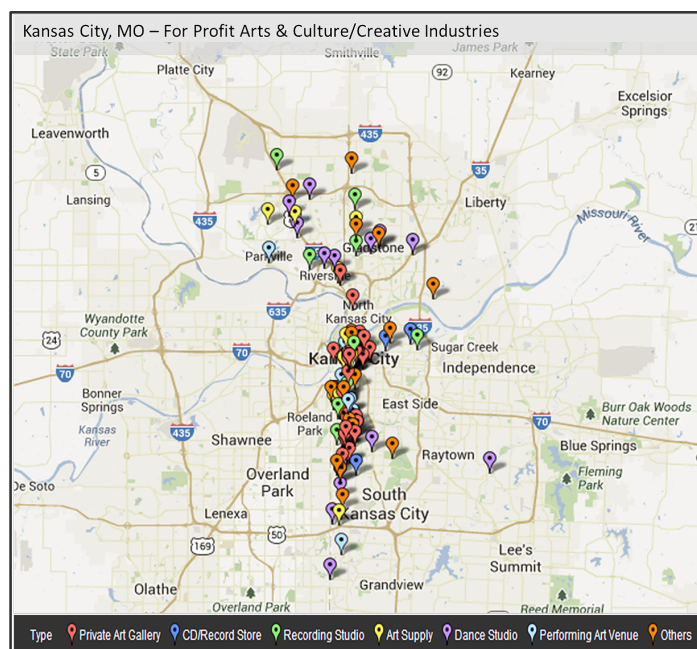 Kansas City, MO – For Profit Arts & Culture/Creative Industries
State Park
Smithville
James Park
Platte City
92
Kearney
Excelsior
Springs
Leavenworth
435
5
35
Lansing
Liberty
435
Missouri
River
Parkville
Gladstone
Riverside
North
Kansas City
635
Wyandotte
County Park
24
435
Sugar Creek
70
Kansas City
Independence
70
Bonner
Springs
East Side
Burr Oak Woods
Nature Center
Roeland
Park
70
Kansas
River
435
Shawnee
Blue Springs
Raytown
Overland
Park
Fleming
Park
De Soto
South
Kansas City
Lenexa
50
169
Lee's
Summit
Olathe
Grandview
Overland Park
Reed Memorial
Type Private Art Gallery CD/Record Store Recording Studio Art Supply Dance Studio Performing Art Venue Others